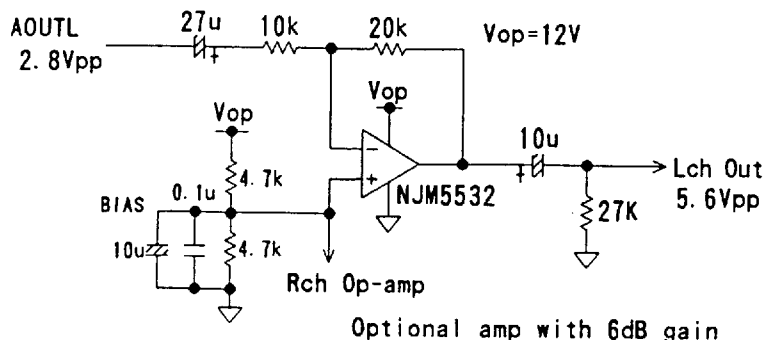 AOUTL
2.8Vpp
27u
10k
20k
Vop=12V
Vop
Vop
10u
Lch Out
5.6Vpp
4.7k
-
+
NJM5532
27K
BIAS
0.1u
10u
4.7k
Rch Op-amp
Optional amp with 6dB gain